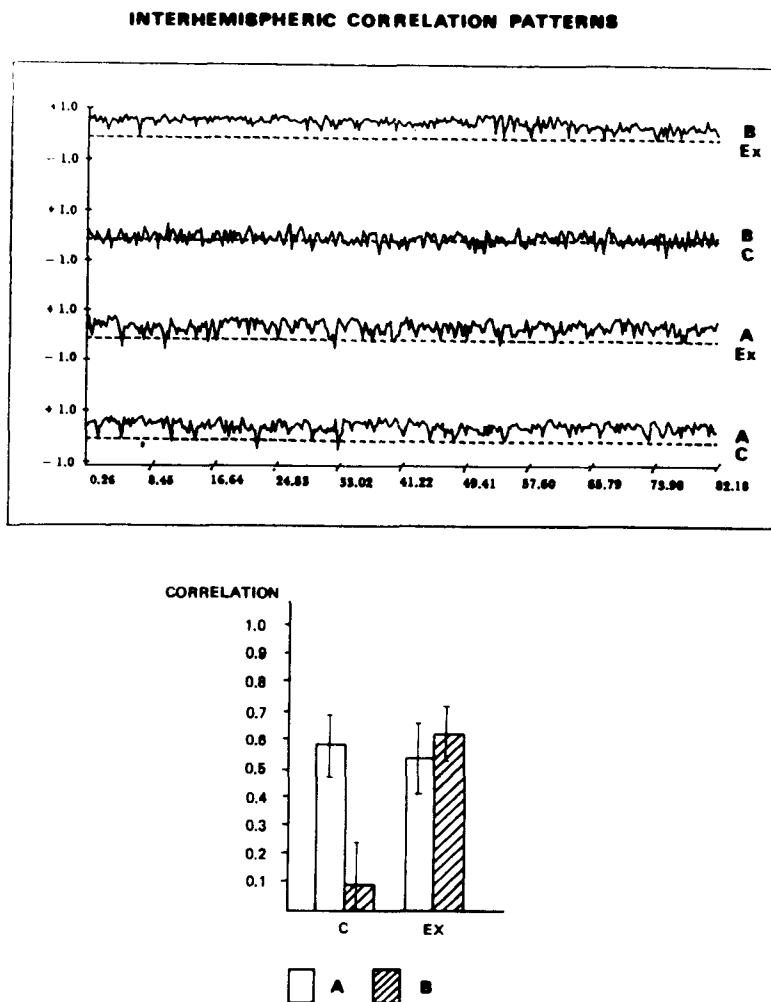 INTERHEMISPHERIC CORRELATION PATTERNS
+1.0
B
Ex
-1.0
+1.0
B
C
-1.0
+1.0
A
Ex
-1.0
+1.0
A
C
-1.0
0.26 8.45 16.64 24.83 33.02 41.22 49.41 57.60 65.79 73.98 82.18
CORRELATION
1.0
0.9
0.8
0.7
0.6
0.5
0.4
0.3
0.2
0.1
C EX
A B